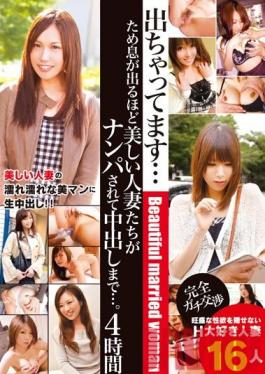 出ちゃってます…
Beautiful married woman
ため息が出るほど美しい人妻たちが
ナンパされて中出しまで…。4時間
美しい人妻の
濡れ濡れな美マンに
生中出し!!
完全
ガチ交渉
旺盛な性欲を隠せない
H大好き人妻
16人